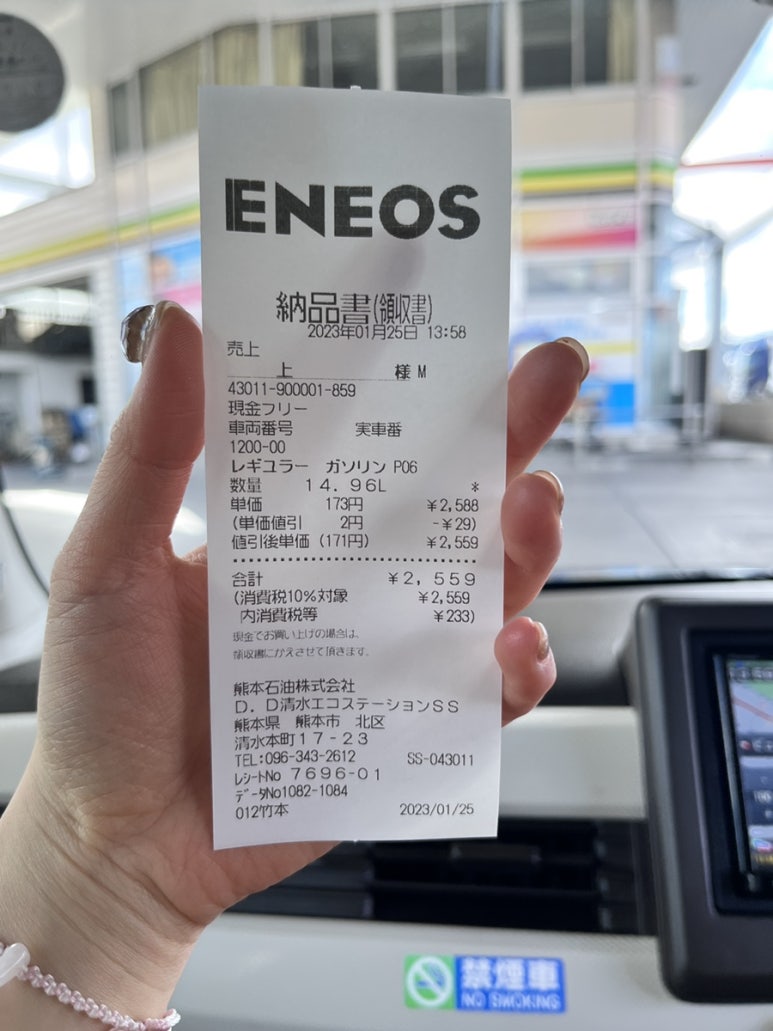 ENEOS
納品書(領収書)
2023年01月25日 13:58
売上
上 様 M
43011-900001-859
現金フリー
車両番号 実車番
1200-00
レギュラー ガソリン P06
数量 14.96L *
単価 173円 ¥2,588
(単価値引 2円 -¥29)
値引後単価 (171円) ¥2,559
合計 ¥2,559
(消費税10%対象 ¥2,559
内消費税等 ¥233)
現金でお買い上げの場合は、
領収書にかえさせて頂きます。
熊本石油株式会社
D.D清水エコステーションSS
熊本県 熊本市 北区
清水本町17-23
TEL:096-343-2612 SS-043011
レシートNo 7696-01
データNo1082-1084
012竹本 2023/01/25
禁煙車
NO SMOKING